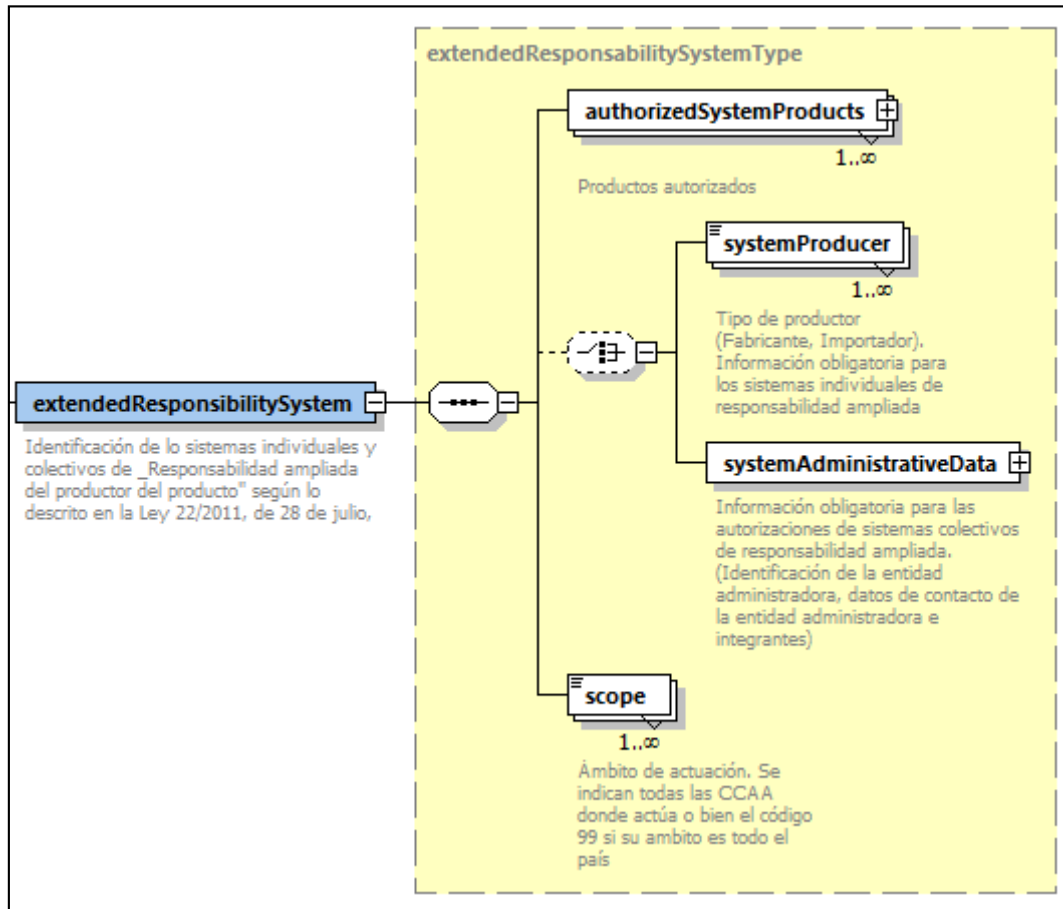 extendedResponsabilitySystemType
authorizedSystemProducts
1..∞
Productos autorizados
systemProducer
1..∞
Tipo de productor
(Fabricante, Importador).
Información obligatoria para
los sistemas individuales de
responsabilidad ampliada
extendedResponsibilitySystem
Identificación de lo sistemas individuales y
colectivos de _Responsabilidad ampliada
del productor del producto" según lo
descrito en la Ley 22/2011, de 28 de julio,
systemAdministrativeData
Información obligatoria para las
autorizaciones de sistemas colectivos
de responsabilidad ampliada.
(Identificación de la entidad
administradora, datos de contacto de
la entidad administradora e
integrantes)
scope
1..∞
Ámbito de actuación. Se
indican todas las CCAA
donde actúa o bien el código
99 si su ambito es todo el
país